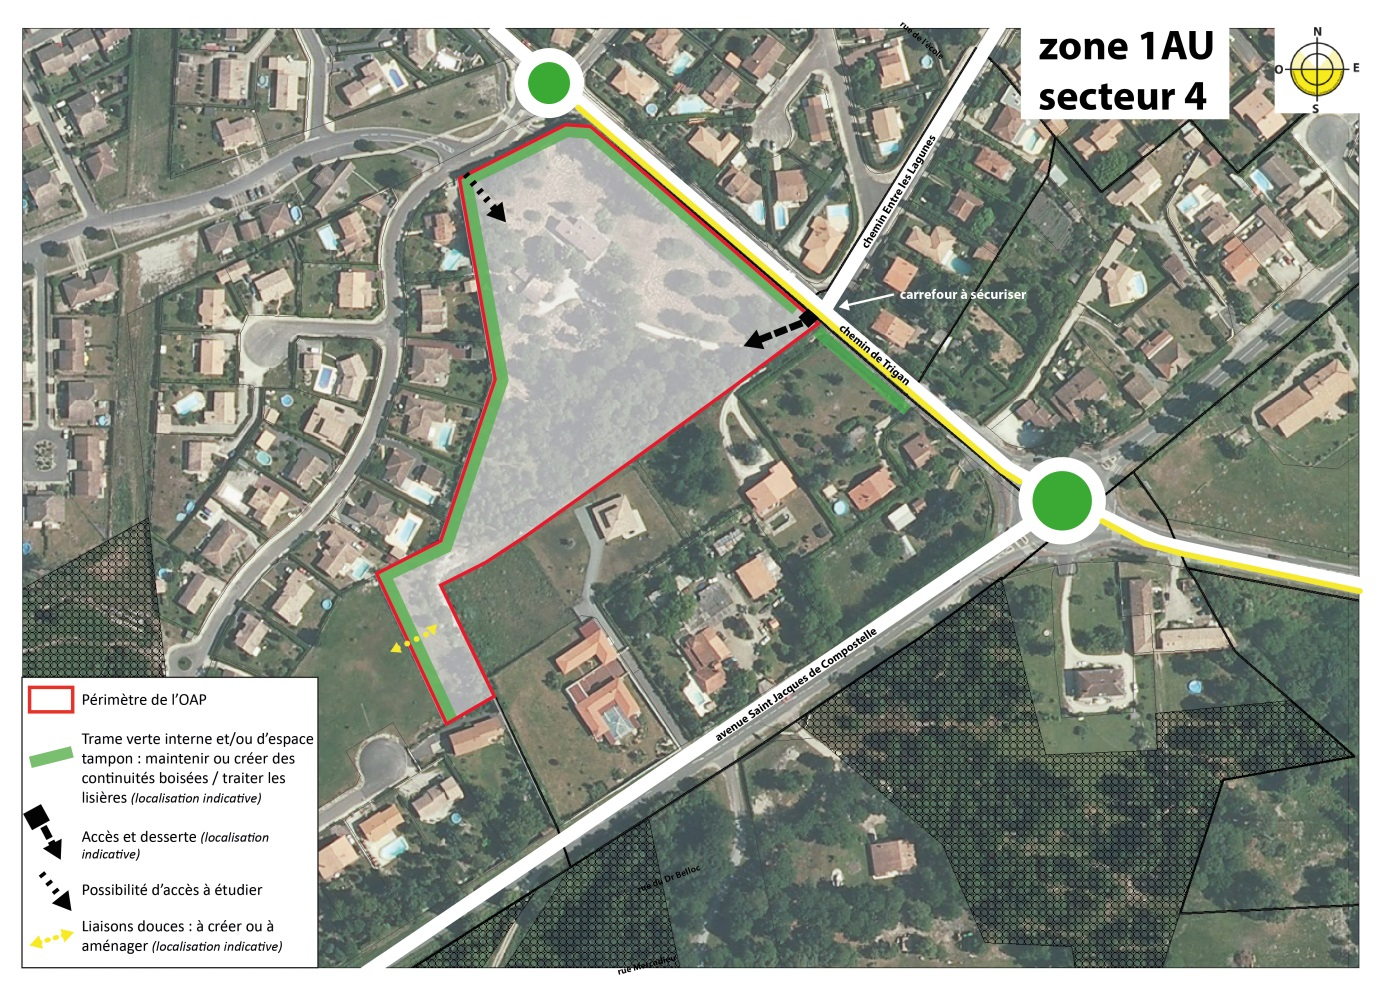 zone 1AU
secteur 4
N
O
E
S
rue de l'école
chemin Entre les Lagunes
carrefour à sécuriser
chemin de Trigan
avenue Saint Jacques de Compostelle
rue du Dr Belloc
rue Mercadieu
Périmètre de l'OAP
Trame verte interne et/ou d'espace
tampon : maintenir ou créer des
continuités boisées / traiter les
lisières (localisation indicative)
Accès et desserte (localisation
indicative)
Possibilité d'accès à étudier
Liaisons douces : à créer ou à
aménager (localisation indicative)